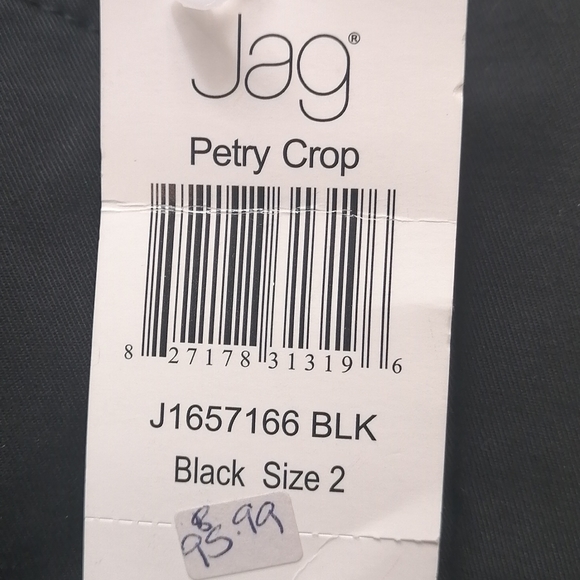 Jag®
Petry Crop
8 27178 31319 6
J1657166 BLK
Black Size 2
$
95.99